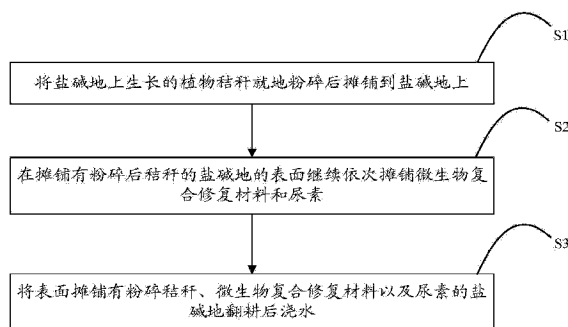 S1
将盐碱地上生长的植物秸秆就地粉碎后摊铺到盐碱地上
S2
在摊铺有粉碎后秸秆的盐碱地的表面继续依次摊铺微生物复
合修复材料和尿素
S3
将表面摊铺有粉碎秸秆、微生物复合修复材料以及尿素的盐
碱地翻耕后浇水